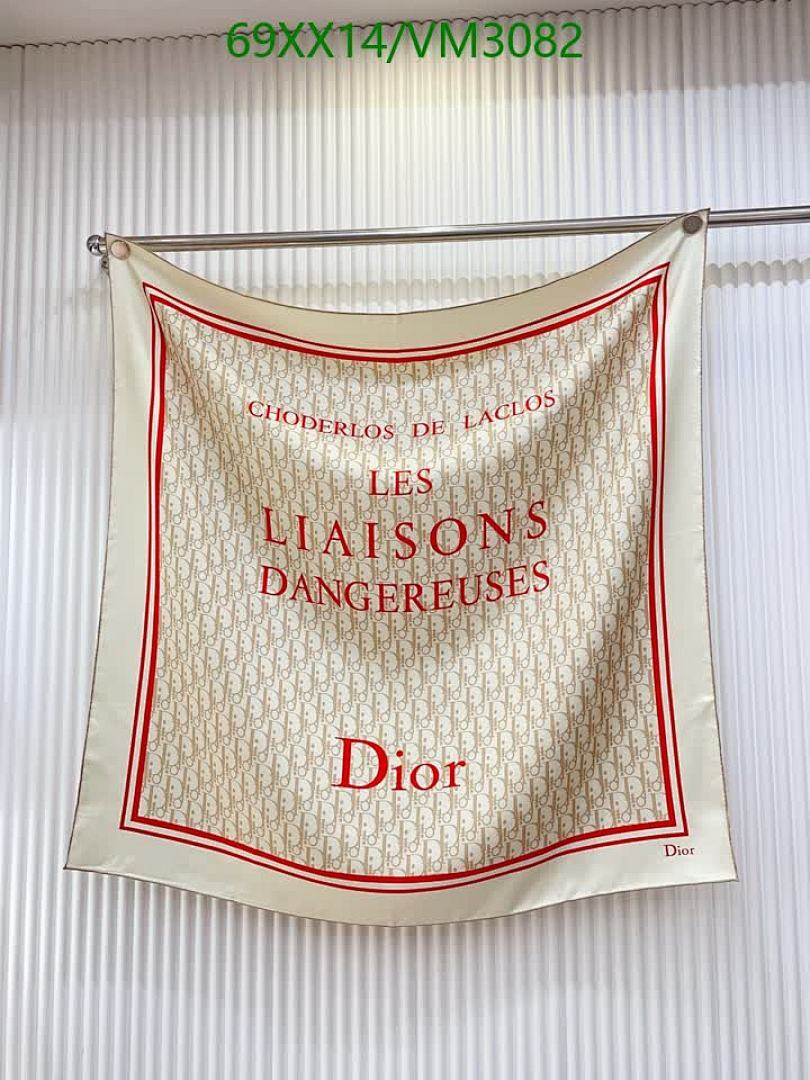 69XX14/VM3082
CHODERLOS DE LACLOS
LES
LIAISONS
DANGEREUSES
Dior
Dior